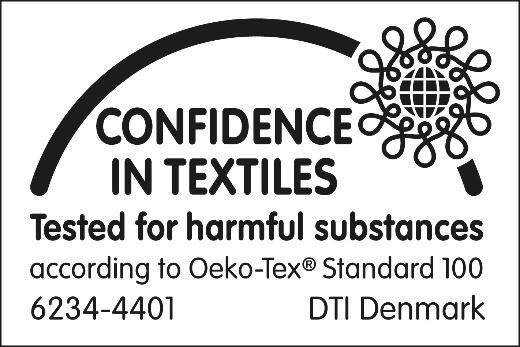 CONFIDENCE
IN TEXTILES
Tested for harmful substances
according to Oeko-Tex® Standard 100
6234-4401 DTI Denmark